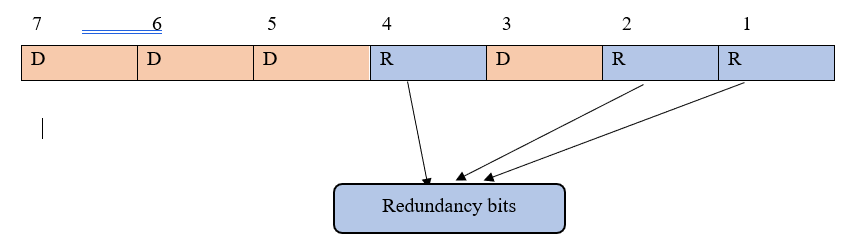 7 6 5 4 3 2 1
D D D R D R R
Redundancy bits